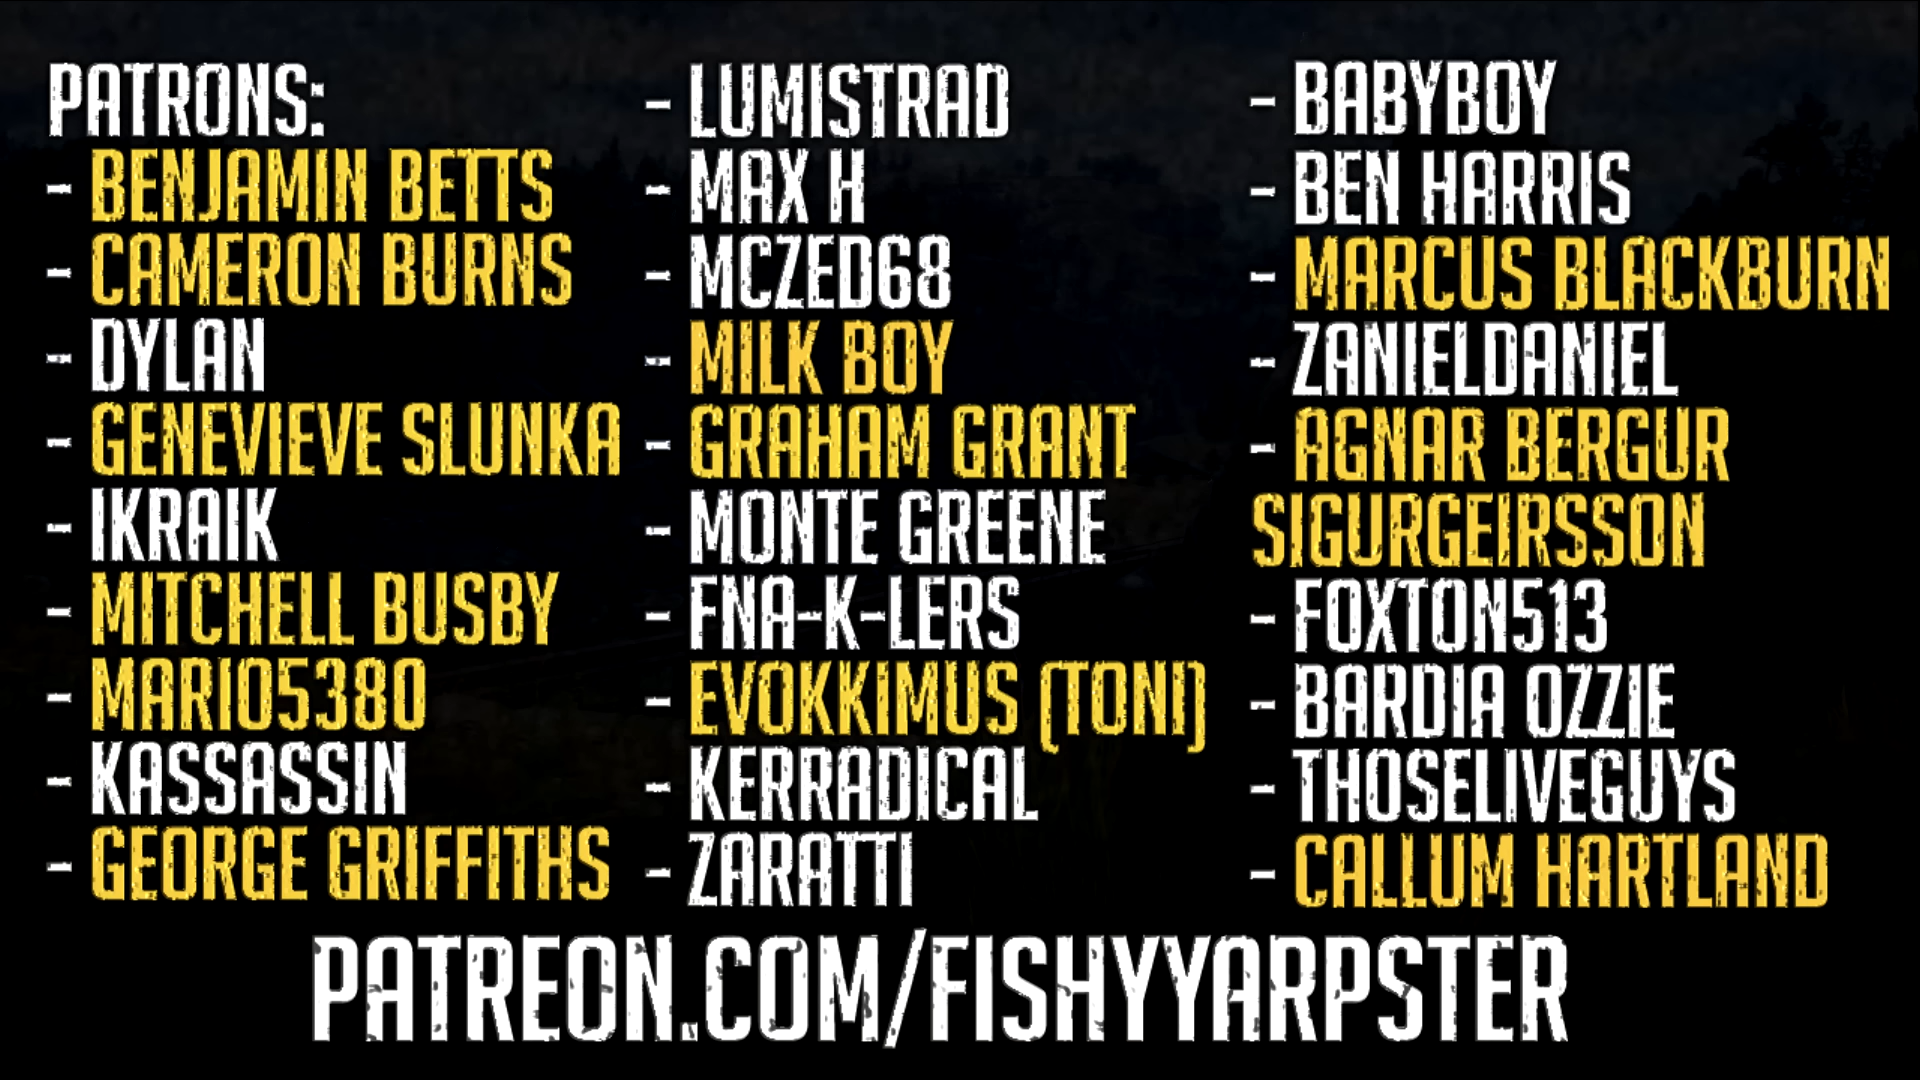 PATRONS:
- BENJAMIN BETTS
- CAMERON BURNS
- DYLAN
- GENEVIEVE SLUNKA
- IKRAIK
- MITCHELL BUSBY
- MARIO5380
- KASSASSIN
- GEORGE GRIFFITHS
- LUMISTRAD
- MAX H
- MCZED68
- MILK BOY
- GRAHAM GRANT
- MONTE GREENE
- FNA-K-LERS
- EVOKKIMUS (TONI)
- KERRADICAL
- ZARATTI
- BABYBOY
- BEN HARRIS
- MARCUS BLACKBURN
- ZANIELDANIEL
- AGNAR BERGUR
SIGURGEIRSSON
- FOXTON513
- BARDIA OZZIE
- THOSELIVEGUYS
- CALLUM HARTLAND
PATREON.COM/FISHYYARPSTER